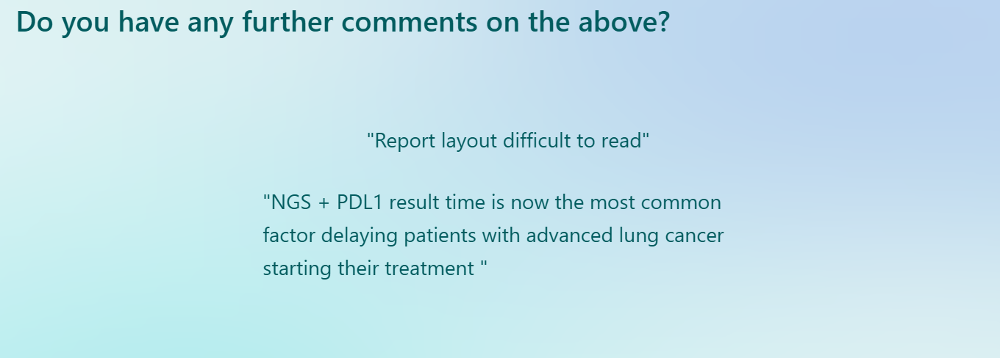 Do you have any further comments on the above?
"Report layout difficult to read"
"NGS + PDL1 result time is now the most common
factor delaying patients with advanced lung cancer
starting their treatment "